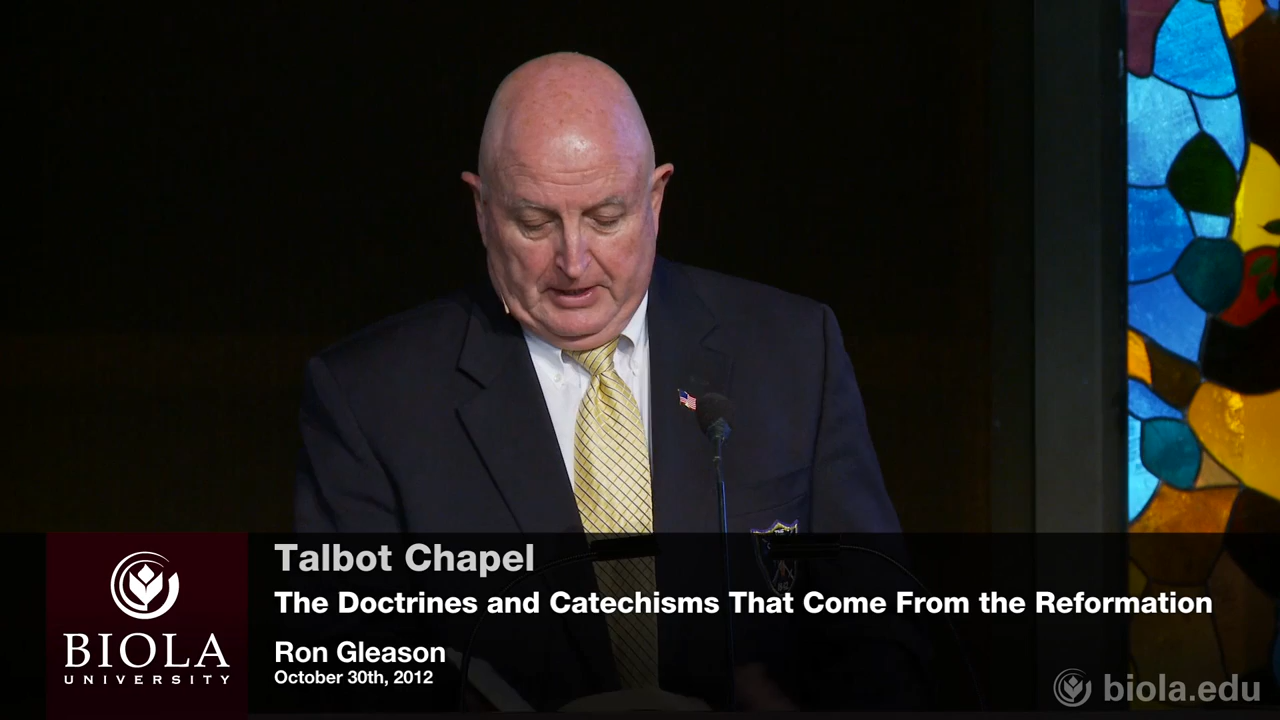 Talbot Chapel
The Doctrines and Catechisms That Come From the Reformation
Ron Gleason
October 30th, 2012
BIOLA
UNIVERSITY
biola.edu